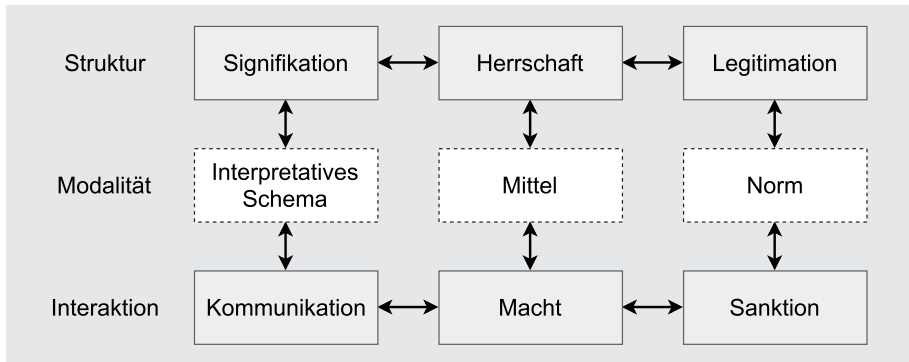 Struktur
Signifikation
Herrschaft
Legitimation
Modalität
Interpretatives
Schema
Mittel
Norm
Interaktion
Kommunikation
Macht
Sanktion